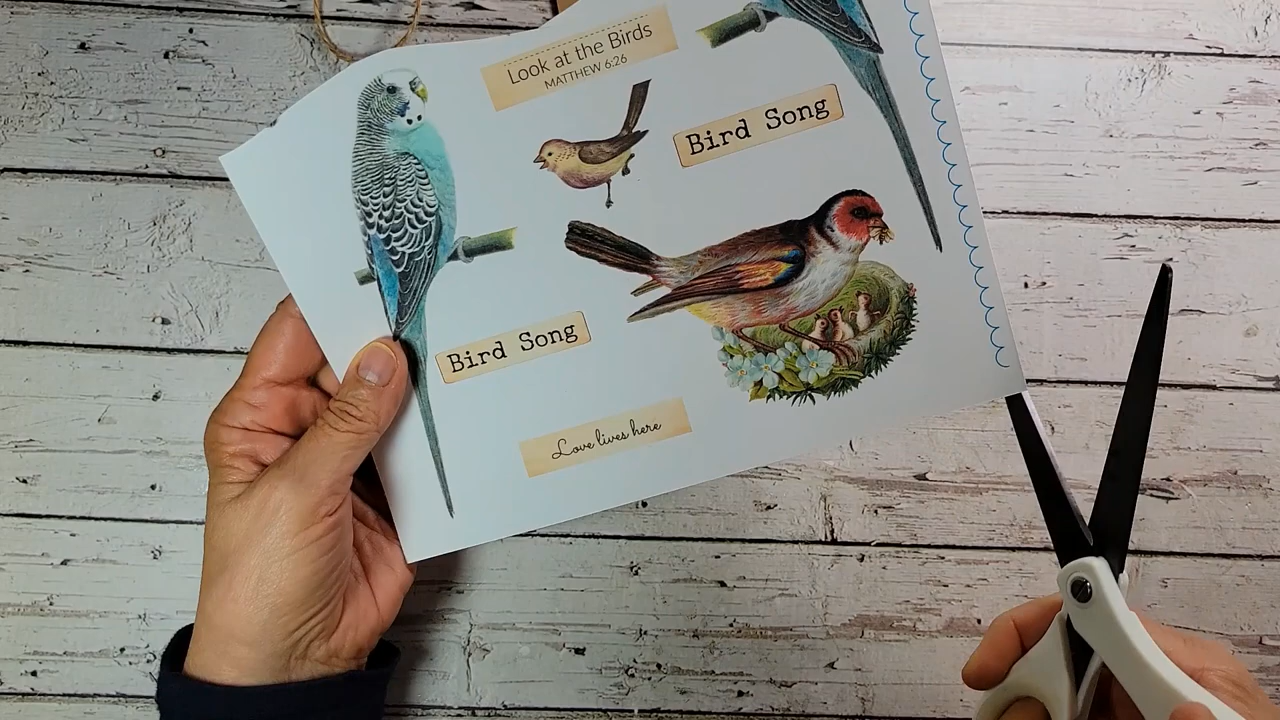 Look at the Birds
MATTHEW 6:26
Bird Song
Bird Song
Love lives here